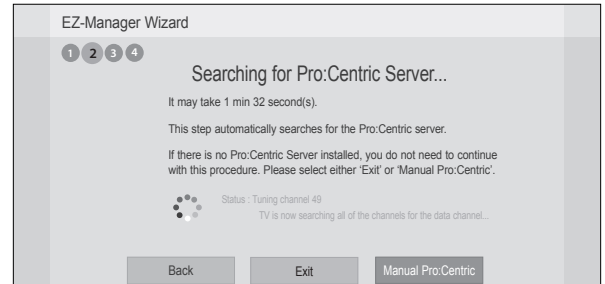 EZ-Manager Wizard
1 2 3 4
Searching for Pro:Centric Server...
It may take 1 min 32 second(s).
This step automatically searches for the Pro:Centric server.
If there is no Pro:Centric Server installed, you do not need to continue
with this procedure. Please select either ‘Exit’ or ‘Manual Pro:Centric’.
Status : Tuning channel 49
TV is now searching all of the channels for the data channel...
Back Exit Manual Pro:Centric